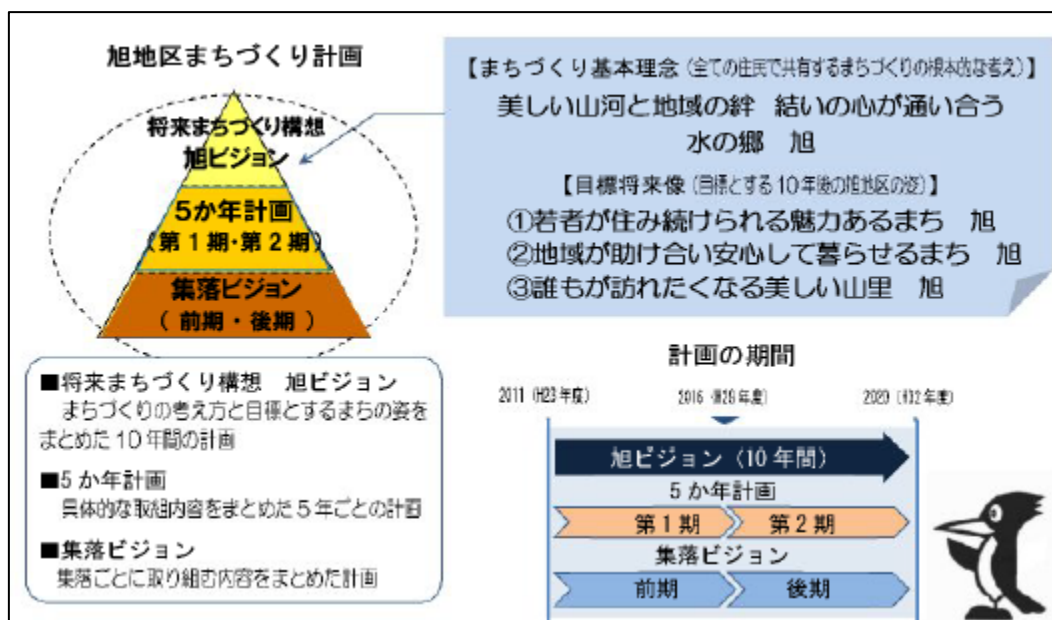 旭地区まちづくり計画
将来まちづくり構想
旭ビジョン
5か年計画
(第1期・第2期)
集落ビジョン
(前期・後期)
【まちづくり基本理念(全ての住民で共有するまちづくりの根本的な考え)】
美しい山河と地域の絆 結いの心が通い合う
水の郷 旭
【目標将来像(目標とする10年後の旭地区の姿)】
①若者が住み続けられる魅力あるまち 旭
②地域が助け合い安心して暮らせるまち 旭
③誰もが訪れたくなる美しい山里 旭
■将来まちづくり構想 旭ビジョン
まちづくりの考え方と目標とするまちの姿を
まとめた10年間の計画
■5か年計画
具体的な取組内容をまとめた5年ごとの計画
■集落ビジョン
集落ごとに取り組む内容をまとめた計画
計画の期間
2011(H23年度) 2016(H28年度) 2020(H32年度)
旭ビジョン(10年間)
5か年計画
第1期 第2期
集落ビジョン
前期 後期